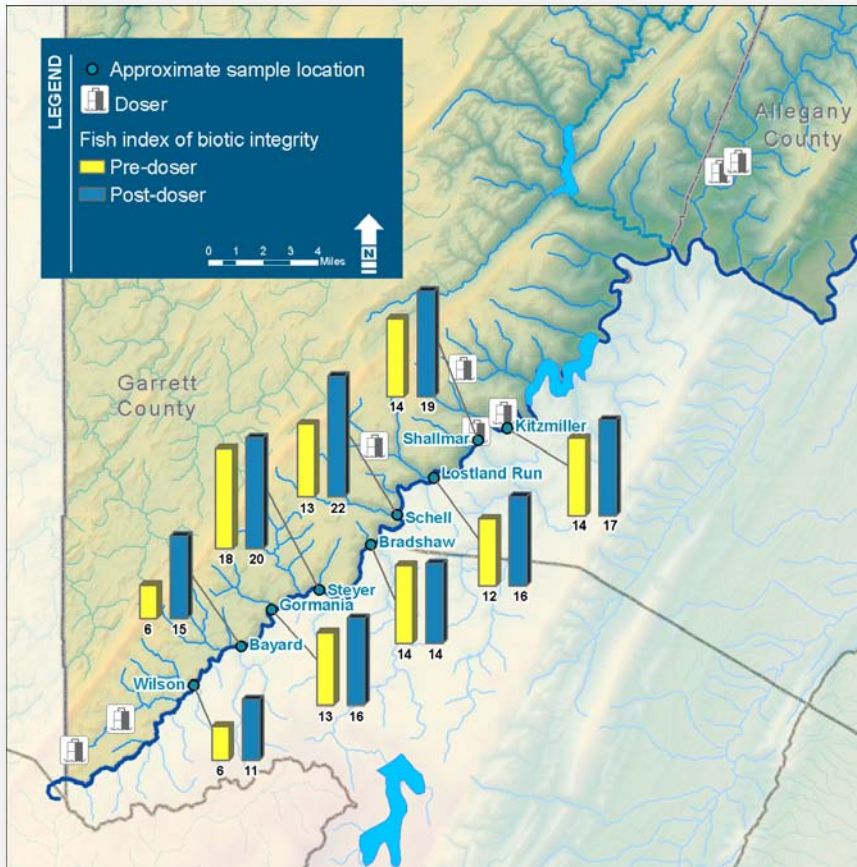 LEGEND
Approximate sample location
Doser
Fish index of biotic integrity
Pre-doser
Post-doser
N
0 1 2 3 4
Miles
Allegany
County
Garrett
County
14 19
Shallmar
Kitzmiller
13 22
Lostland Run
14 17
18 20
Schell
Bradshaw
12 16
6 15
Steyer
Gormania
14 14
Bayard
13 16
Wilson
6 11